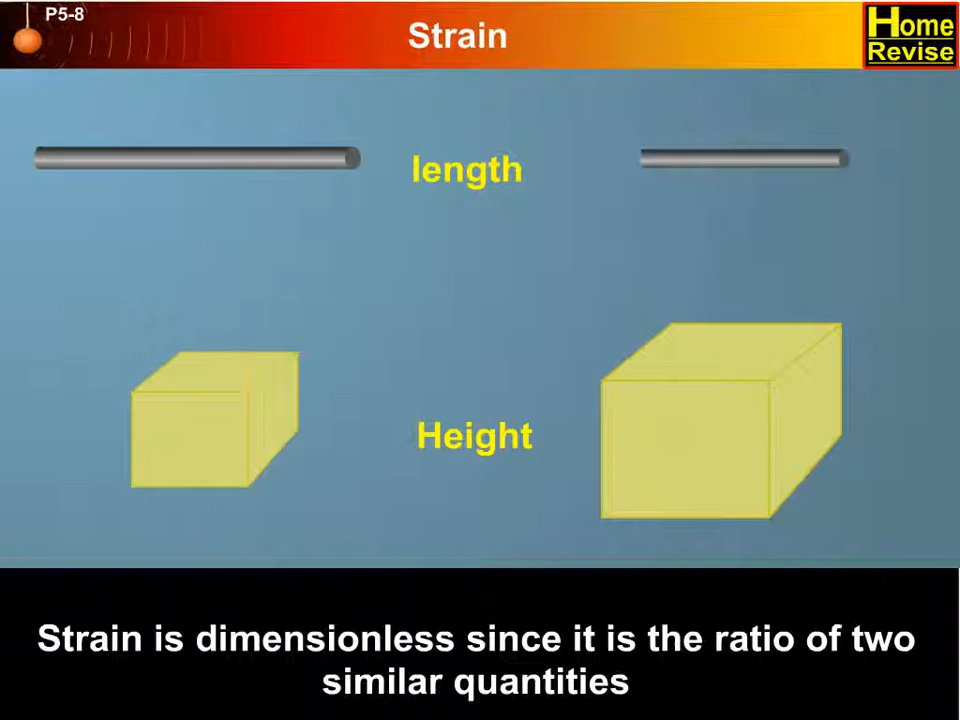 P5-8
Strain
Home
Revise
length
Height
Strain is dimensionless since it is the ratio of two
similar quantities